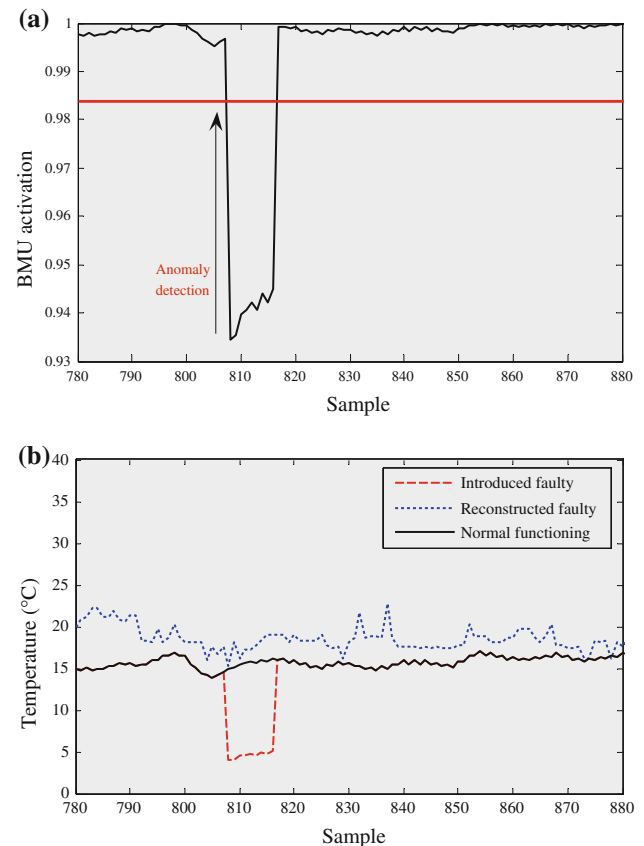 (a)
1
0.99
0.98
0.97
0.96
0.95
0.94
0.93
BMU activation
Anomaly
detection
780 790 800 810 820 830 840 850 860 870 880
Sample
(b)
40
35
30
25
20
15
10
5
0
Temperature (°C)
Introduced faulty
Reconstructed faulty
Normal functioning
780 790 800 810 820 830 840 850 860 870 880
Sample